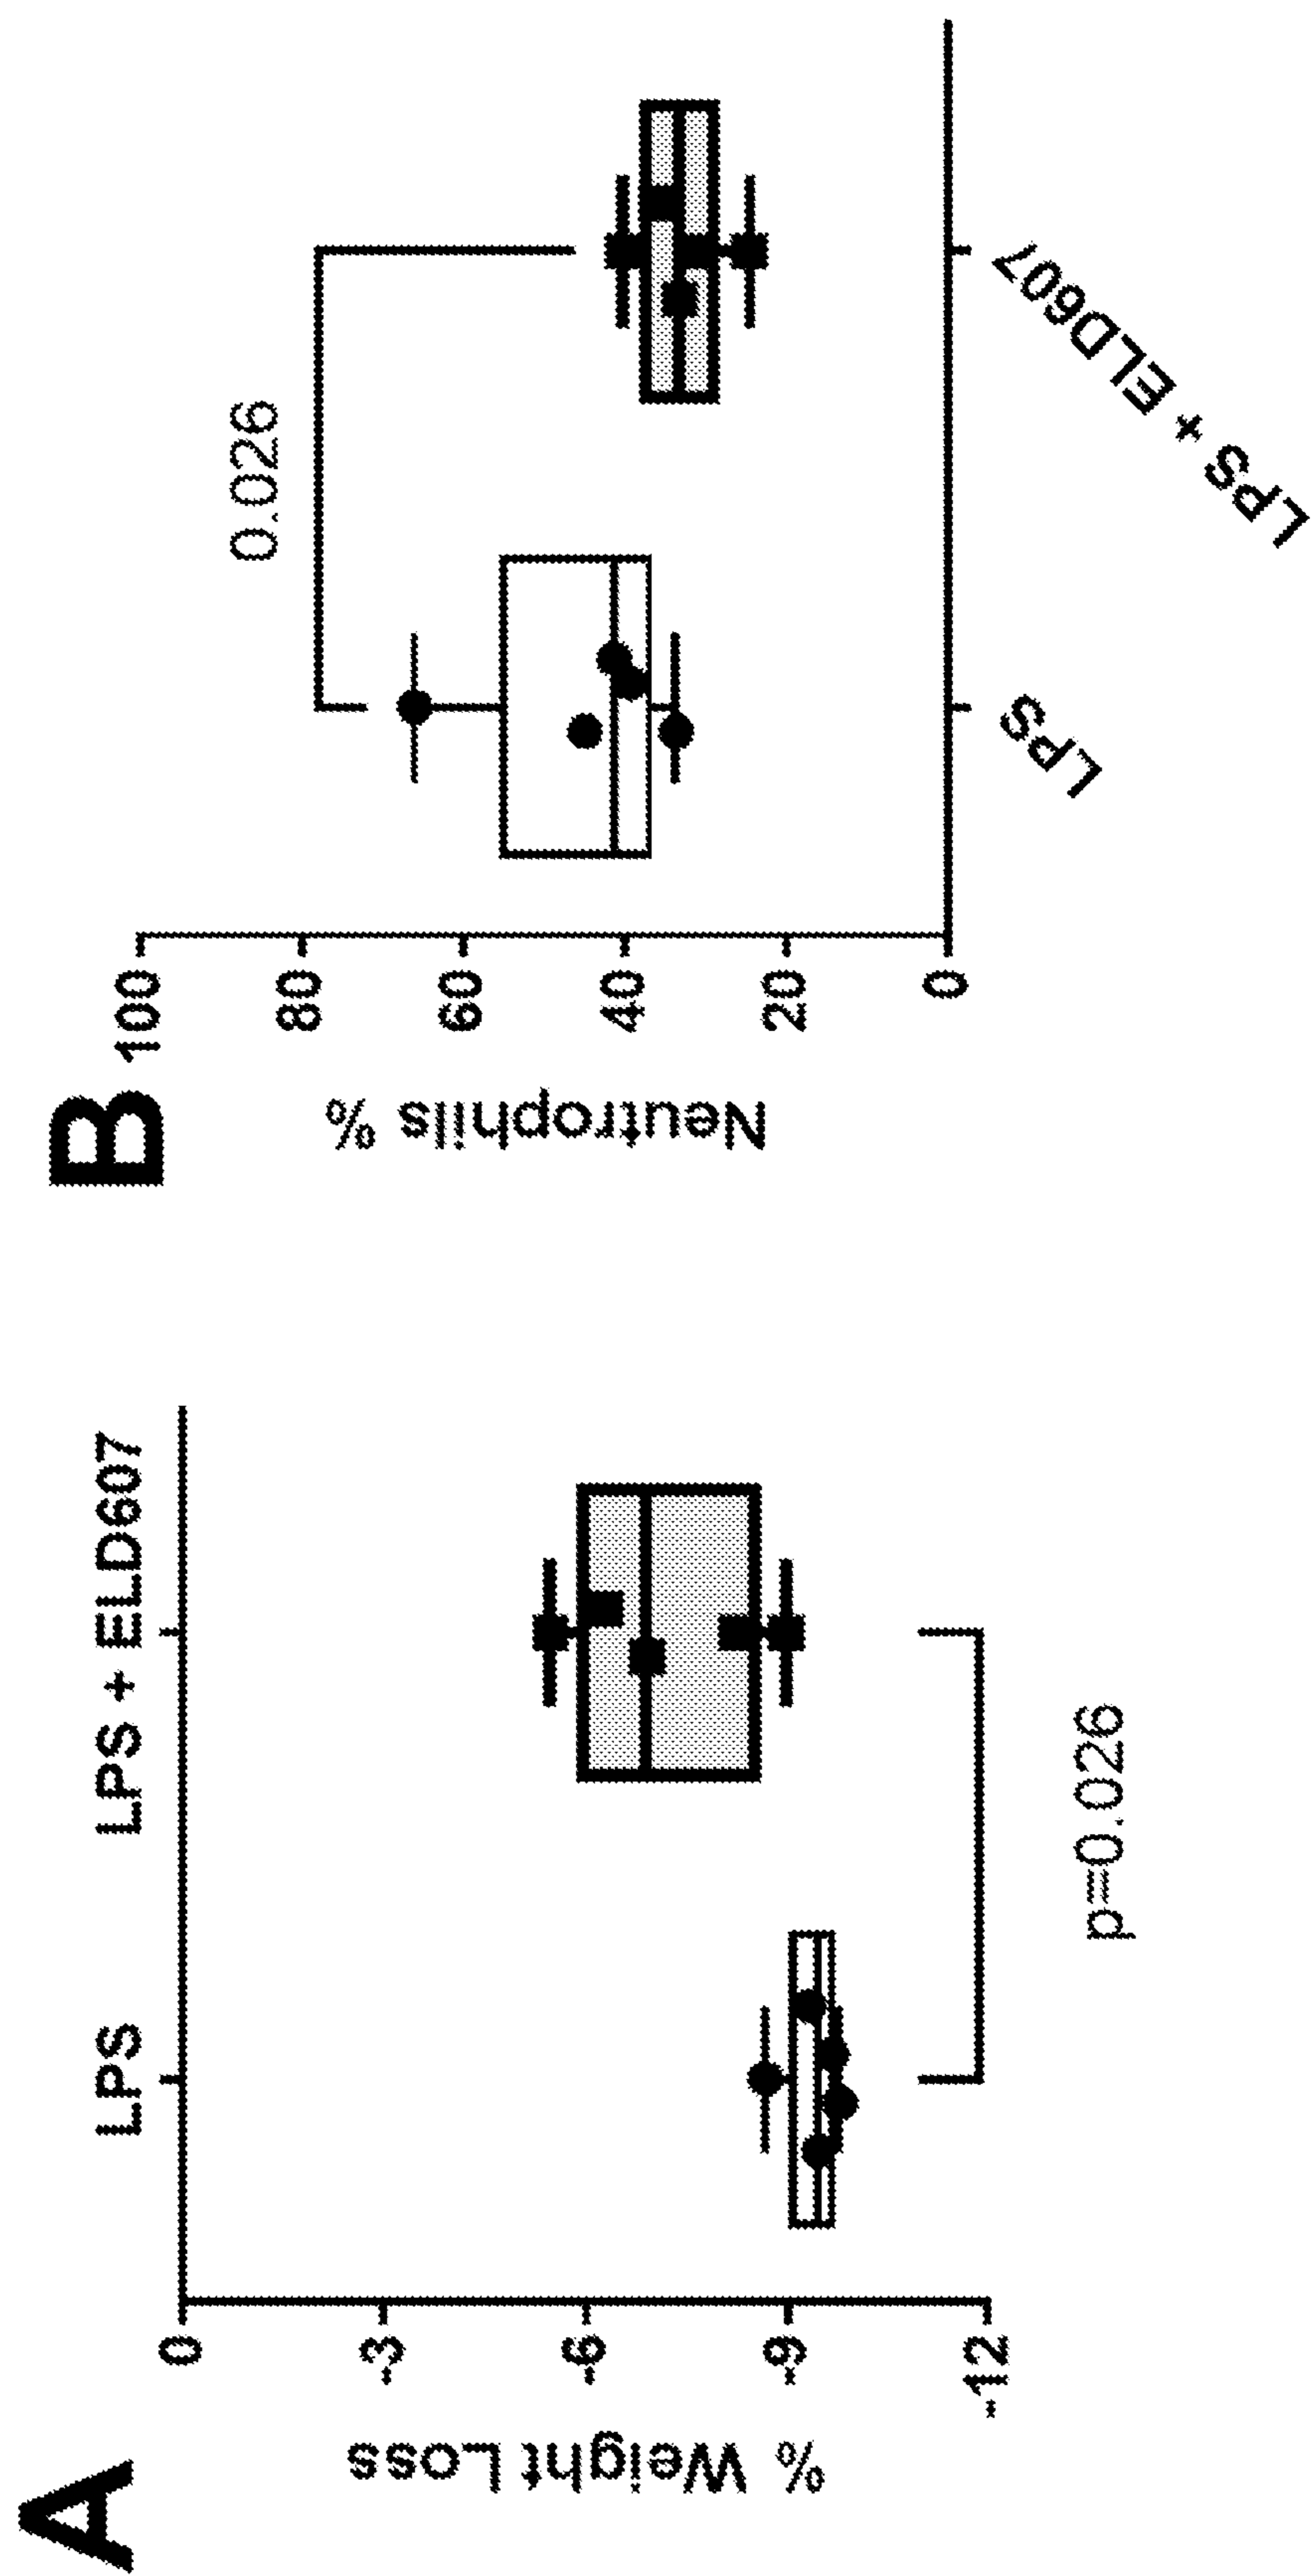 A
% Weight Loss
0
-3
-6
-9
-12
LPS
LPS + ELD607
p=0.026
B
Neutrophils %
100
80
60
40
20
0
0.026
LPS
LPS + ELD607